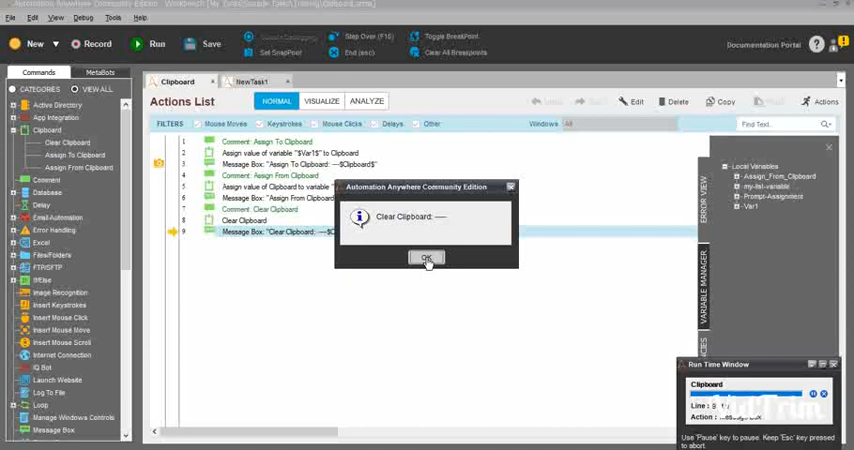 Automation Anywhere Community Edition - Workbench
File Edit View Debug Tools Help
New Record Run Save
Step Over (F10)
Toggle BreakPoint
Set SnapPoint
End (esc)
Clear All Breakpoints
Documentation Portal
Commands MetaBots
CATEGORIES VIEW ALL
Active Directory
App Integration
Clipboard
Clear Clipboard
Assign To Clipboard
Assign From Clipboard
Comment
Database
Delay
Email Automation
Error Handling
Excel
Files/Folders
FTP/SFTP
If/Else
Image Recognition
Insert Keystrokes
Insert Mouse Click
Insert Mouse Move
Insert Mouse Scroll
Internet Connection
IQ Bot
Launch Website
Log To File
Loop
Manage Windows Controls
Message Box
Clipboard NewTask1
Actions List
NORMAL VISUALIZE ANALYZE
Edit Delete Copy Actions
FILTERS Mouse Moves Keystrokes Mouse Clicks Delays Other Windows All Find Text...
1 Comment: Assign To Clipboard
2 Assign value of variable "$Var1$" to Clipboard
3 Message Box: "Assign To Clipboard: ---$Clipboard$"
4 Comment: Assign From Clipboard
5 Assign value of Clipboard to variable "
6 Message Box: "Assign From Clipboard
7 Comment: Clear Clipboard
8 Clear Clipboard
9 Message Box: "Clear Clipboard: ---$C
Automation Anywhere Community Edition
Clear Clipboard: ----
OK
ERROR VIEW
VARIABLE MANAGER
Local Variables
Assign_From_Clipboard
my-list-variable
Prompt-Assignment
Var1
Run Time Window
Clipboard
Line :
Action : Message Box
Use 'Pause' key to pause. Keep 'Esc' key pressed
to abort.